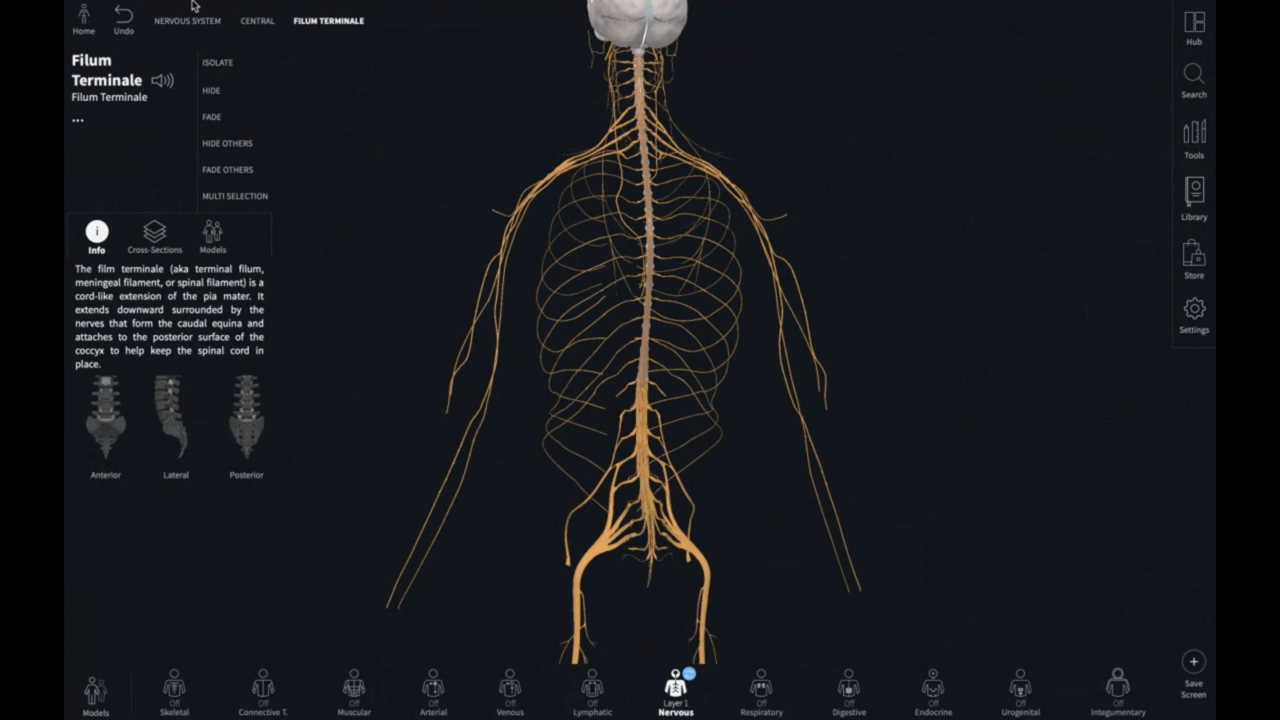 Home
Undo
NERVOUS SYSTEM
CENTRAL
FILUM TERMINALE
Filum
Terminale
Filum Terminale
...
ISOLATE
HIDE
FADE
HIDE OTHERS
FADE OTHERS
MULTI SELECTION
i
Info
Cross-Sections
Models
The film terminale (aka terminal filum,
meningeal filament, or spinal filament) is a
cord-like extension of the pia mater. It
extends downward surrounded by the
nerves that form the caudal equina and
attaches to the posterior surface of the
coccyx to help keep the spinal cord in
place.
Anterior
Lateral
Posterior
Hub
Search
Tools
Library
Store
Settings
Save
Screen
Models
Off
Skeletal
Off
Connective T.
Off
Muscular
Off
Arterial
Off
Venous
Off
Lymphatic
Layer 1
Nervous
Off
Respiratory
Off
Digestive
Off
Endocrine
Off
Urogenital
Off
Integumentary